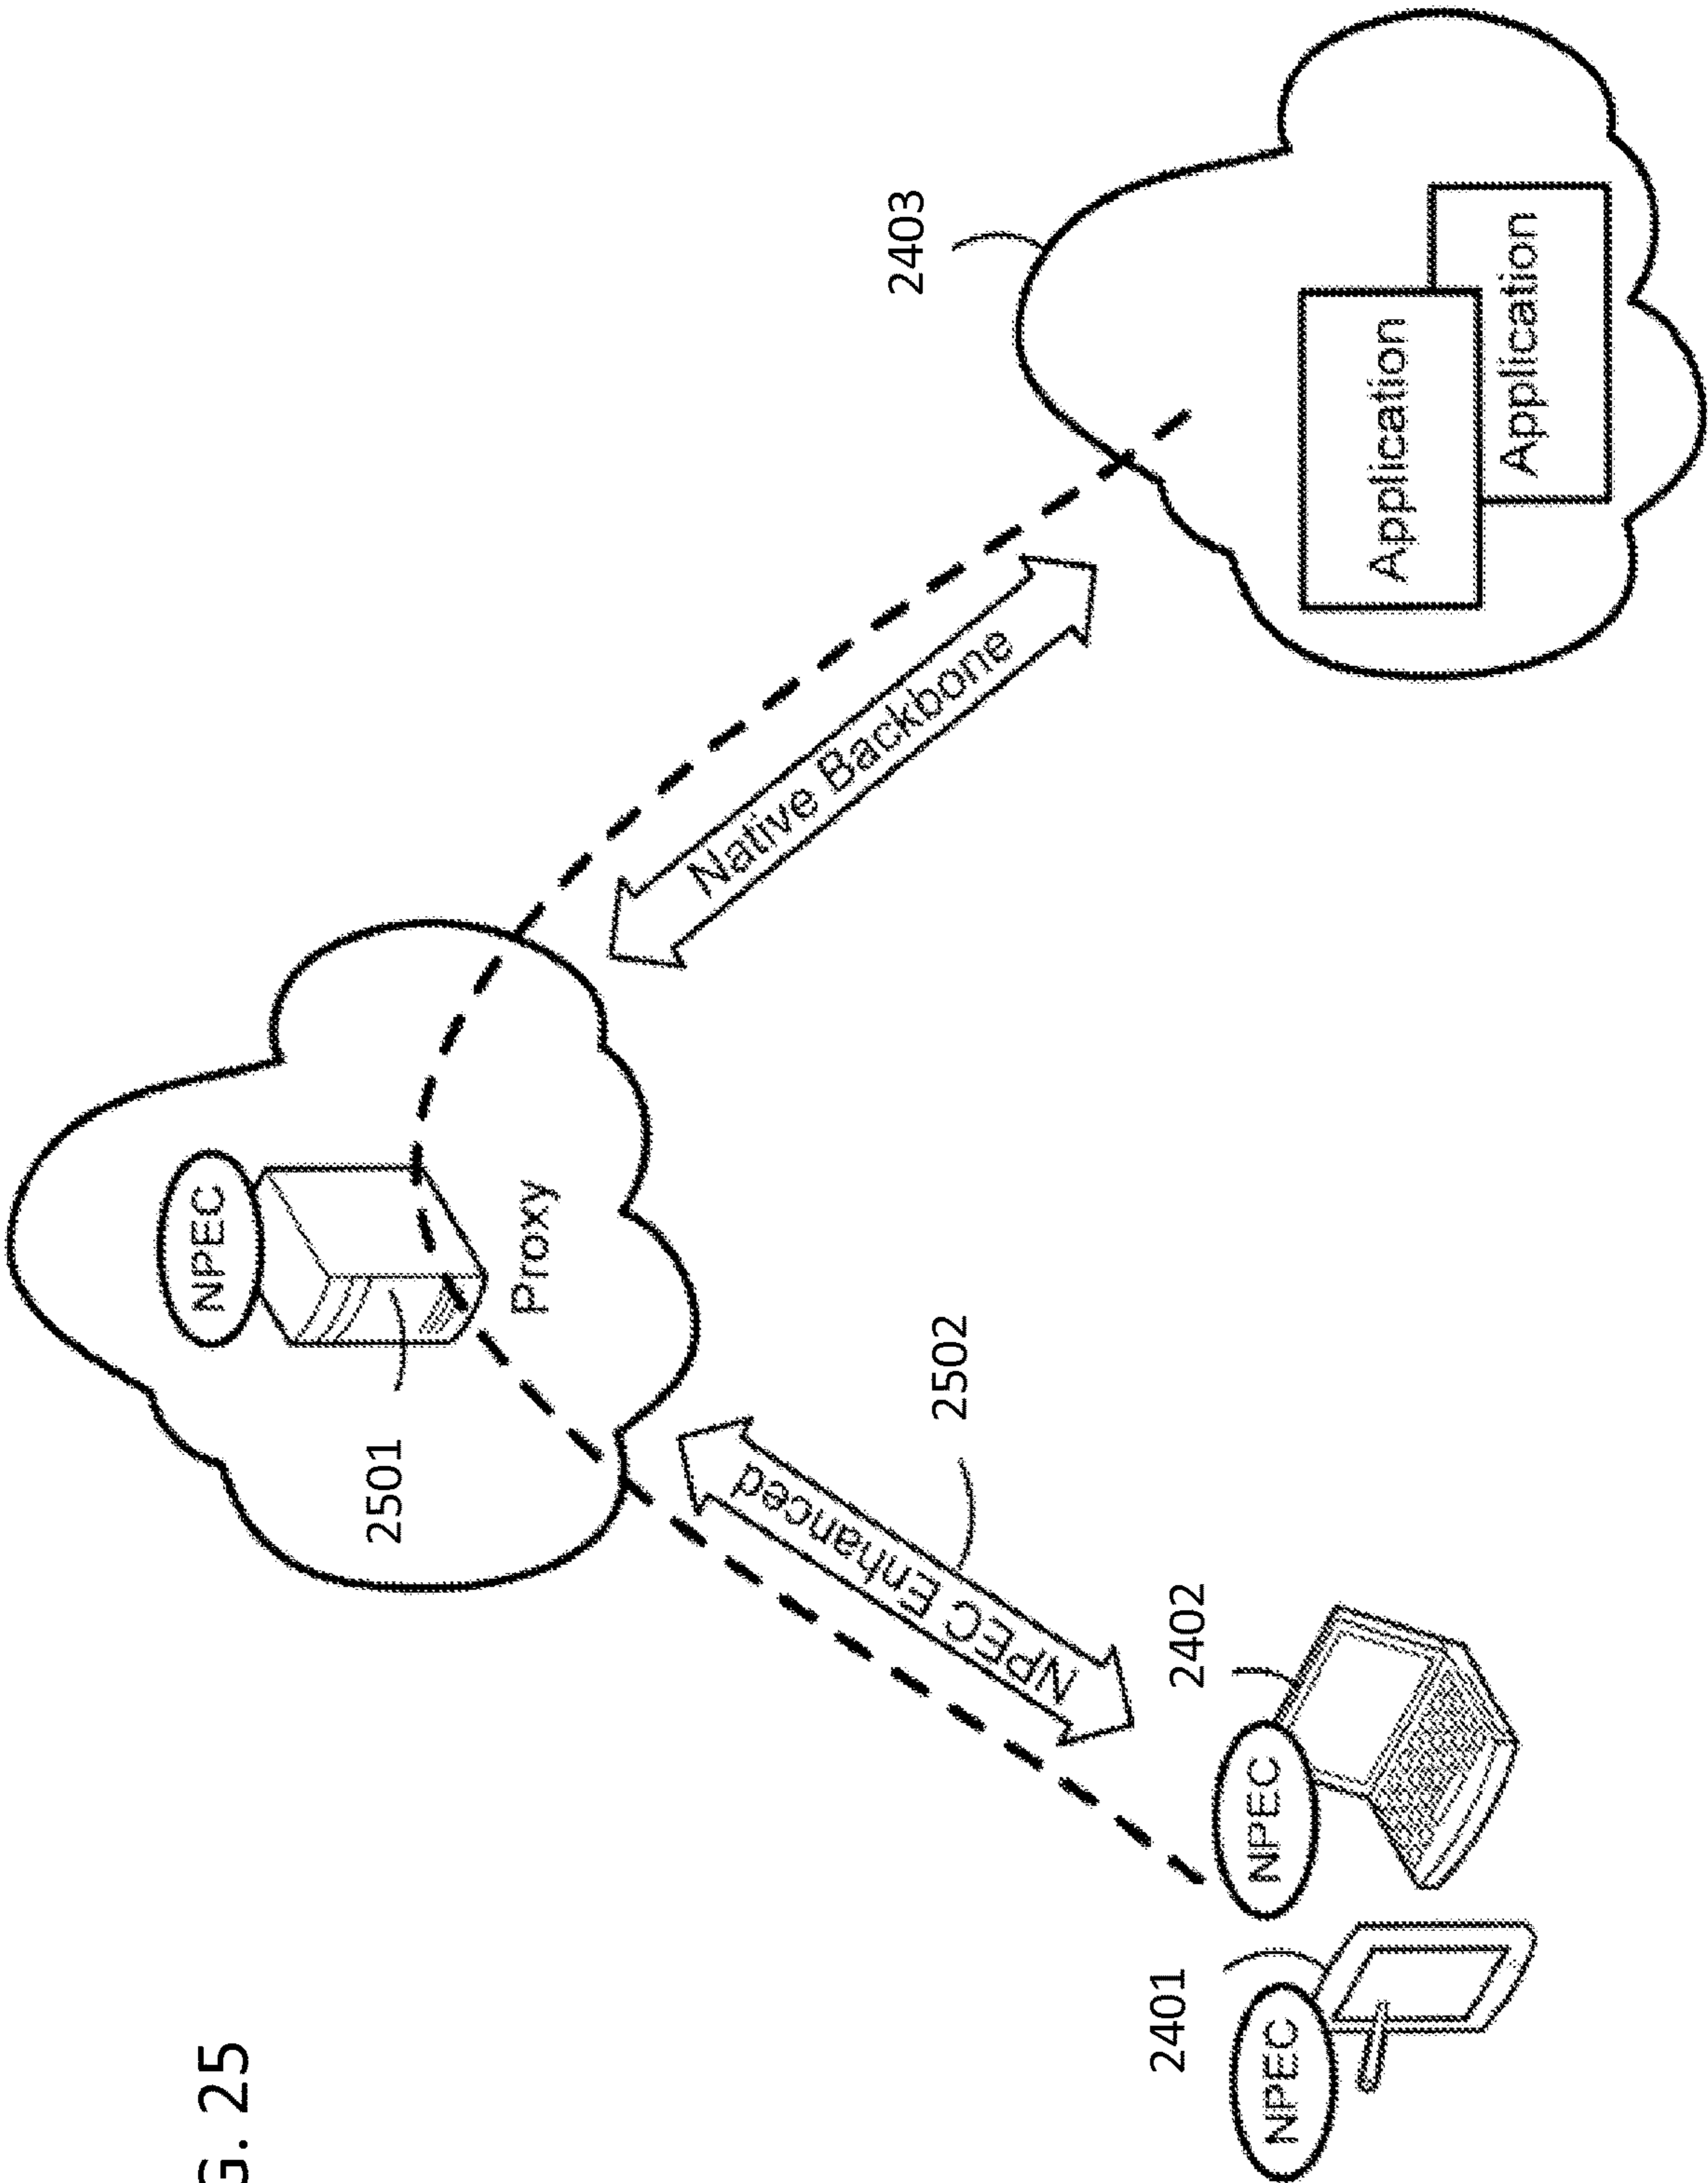 G. 25
NPEC
Proxy
2501
NPEC Enhanced
2502
Native Backbone
2403
Application
Application
NPEC
2401
NPEC
2402